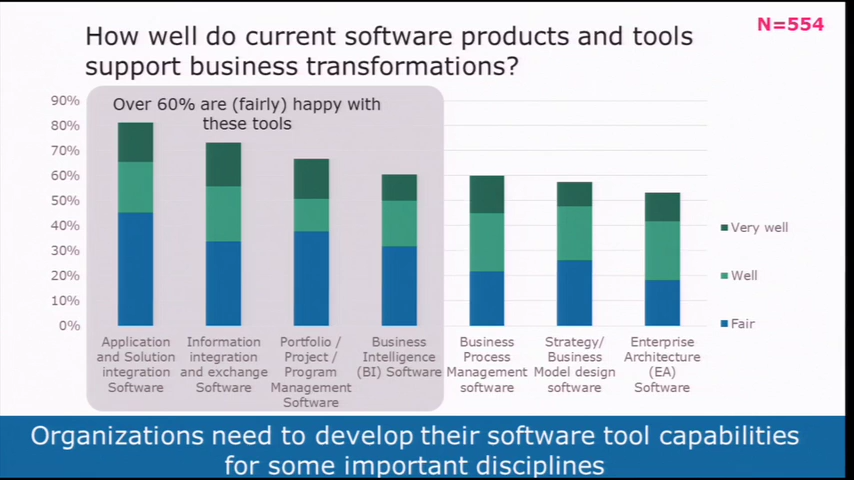 N=554
How well do current software products and tools
support business transformations?
Over 60% are (fairly) happy with
these tools
90%
80%
70%
60%
50%
40%
30%
20%
10%
0%
Application
and Solution
integration
Software
Information
integration
and exchange
Software
Portfolio /
Project /
Program
Management
Software
Business
Intelligence
(BI) Software
Business
Process
Management
software
Strategy/
Business
Model design
software
Enterprise
Architecture
(EA)
Software
Very well
Well
Fair
Organizations need to develop their software tool capabilities
for some important disciplines